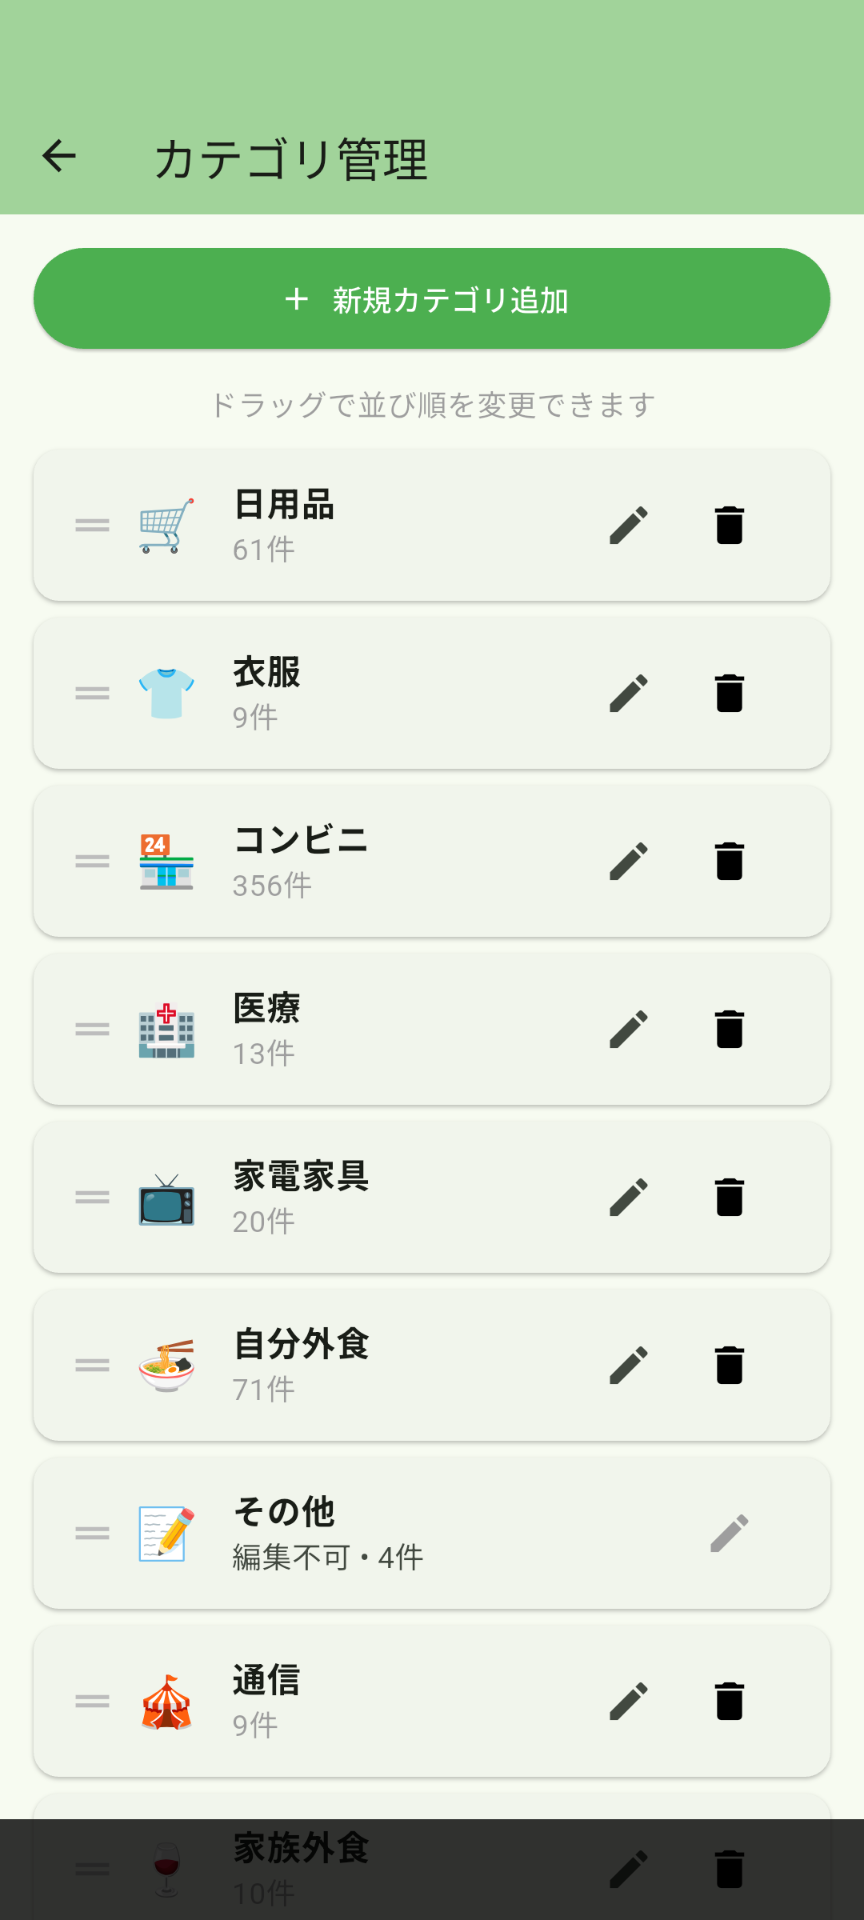 カテゴリ管理
+ 新規カテゴリ追加
ドラッグで並び順を変更できます
日用品
61件
衣服
9件
24
コンビニ
356件
医療
13件
家電家具
20件
自分外食
71件
その他
編集不可・4件
通信
9件
家族外食
10件